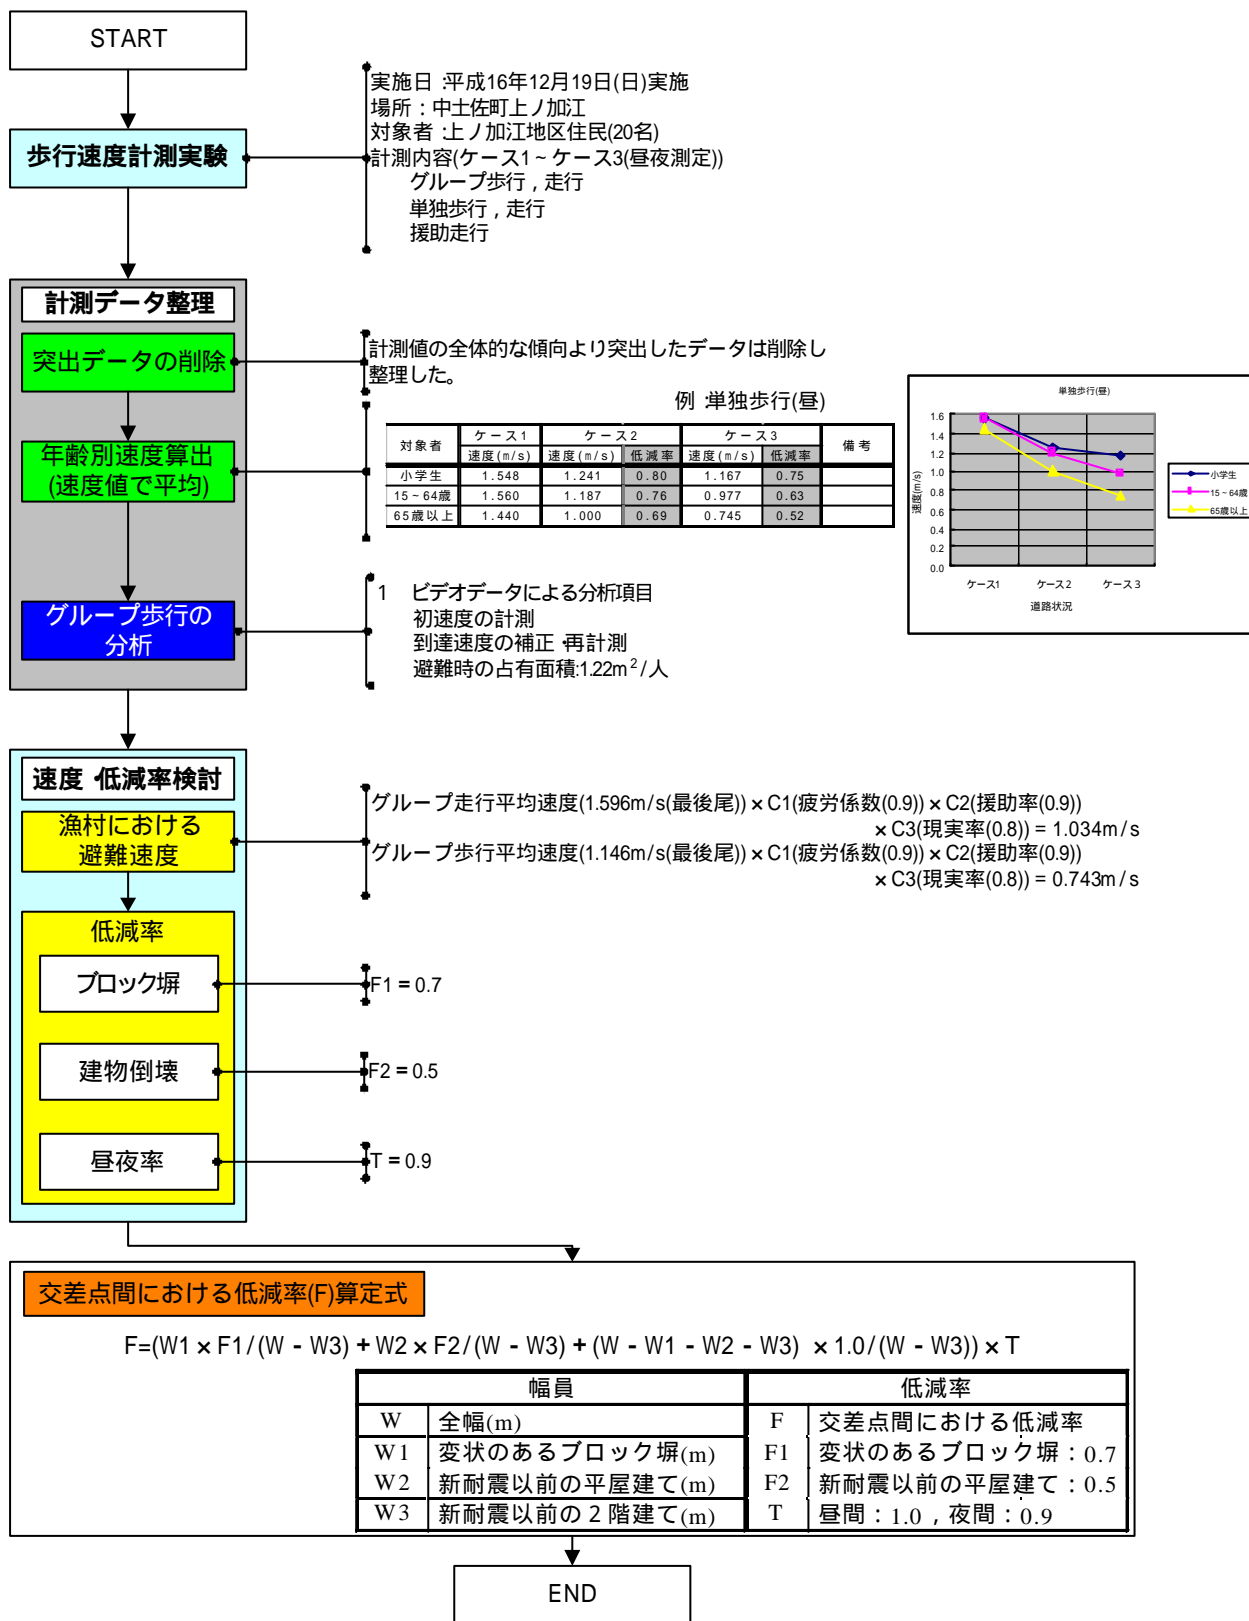 START
実施日:平成16年12月19日(日)実施
場所：中土佐町上ノ加江
対象者:上ノ加江地区住民(20名)
計測内容(ケース1～ケース3(昼夜測定))
グループ歩行，走行
単独歩行，走行
援助走行
歩行速度計測実験
計測データ整理
突出データの削除
計測値の全体的な傾向より突出したデータは削除し
整理した。
年齢別速度算出
(速度値で平均)
例:単独歩行(昼)
対象者 ケース1 ケース2 ケース3 備考
速度(m/s) 速度(m/s) 低減率 速度(m/s) 低減率
小学生 1.548 1.241 0.80 1.167 0.75
15～64歳 1.560 1.187 0.76 0.977 0.63
65歳以上 1.440 1.000 0.69 0.745 0.52
単独歩行(昼)
速度(m/s)
1.6
1.4
1.2
1.0
0.8
0.6
0.4
0.2
0.0
ケース1 ケース2 ケース3
道路状況
小学生
15～64歳
65歳以上
グループ歩行の
分析
1 ビデオデータによる分析項目
初速度の計測
到達速度の補正・再計測
避難時の占有面積:1.22m²/人
速度・低減率検討
漁村における
避難速度
グループ走行平均速度(1.596m/s(最後尾))×C1(疲労係数(0.9))×C2(援助率(0.9))
×C3(現実率(0.8))=1.034m/s
グループ歩行平均速度(1.146m/s(最後尾))×C1(疲労係数(0.9))×C2(援助率(0.9))
×C3(現実率(0.8))=0.743m/s
低減率
ブロック塀
F1=0.7
建物倒壊
F2=0.5
昼夜率
T=0.9
交差点間における低減率(F)算定式
F=(W1×F1/(W-W3)+W2×F2/(W-W3)+(W-W1-W2-W3) ×1.0/(W-W3))×T
幅員 低減率
W 全幅(m) F 交差点間における低減率
W1 変状のあるブロック塀(m) F1 変状のあるブロック塀：0.7
W2 新耐震以前の平屋建て(m) F2 新耐震以前の平屋建て：0.5
W3 新耐震以前の２階建て(m) T 昼間：1.0，夜間：0.9
END